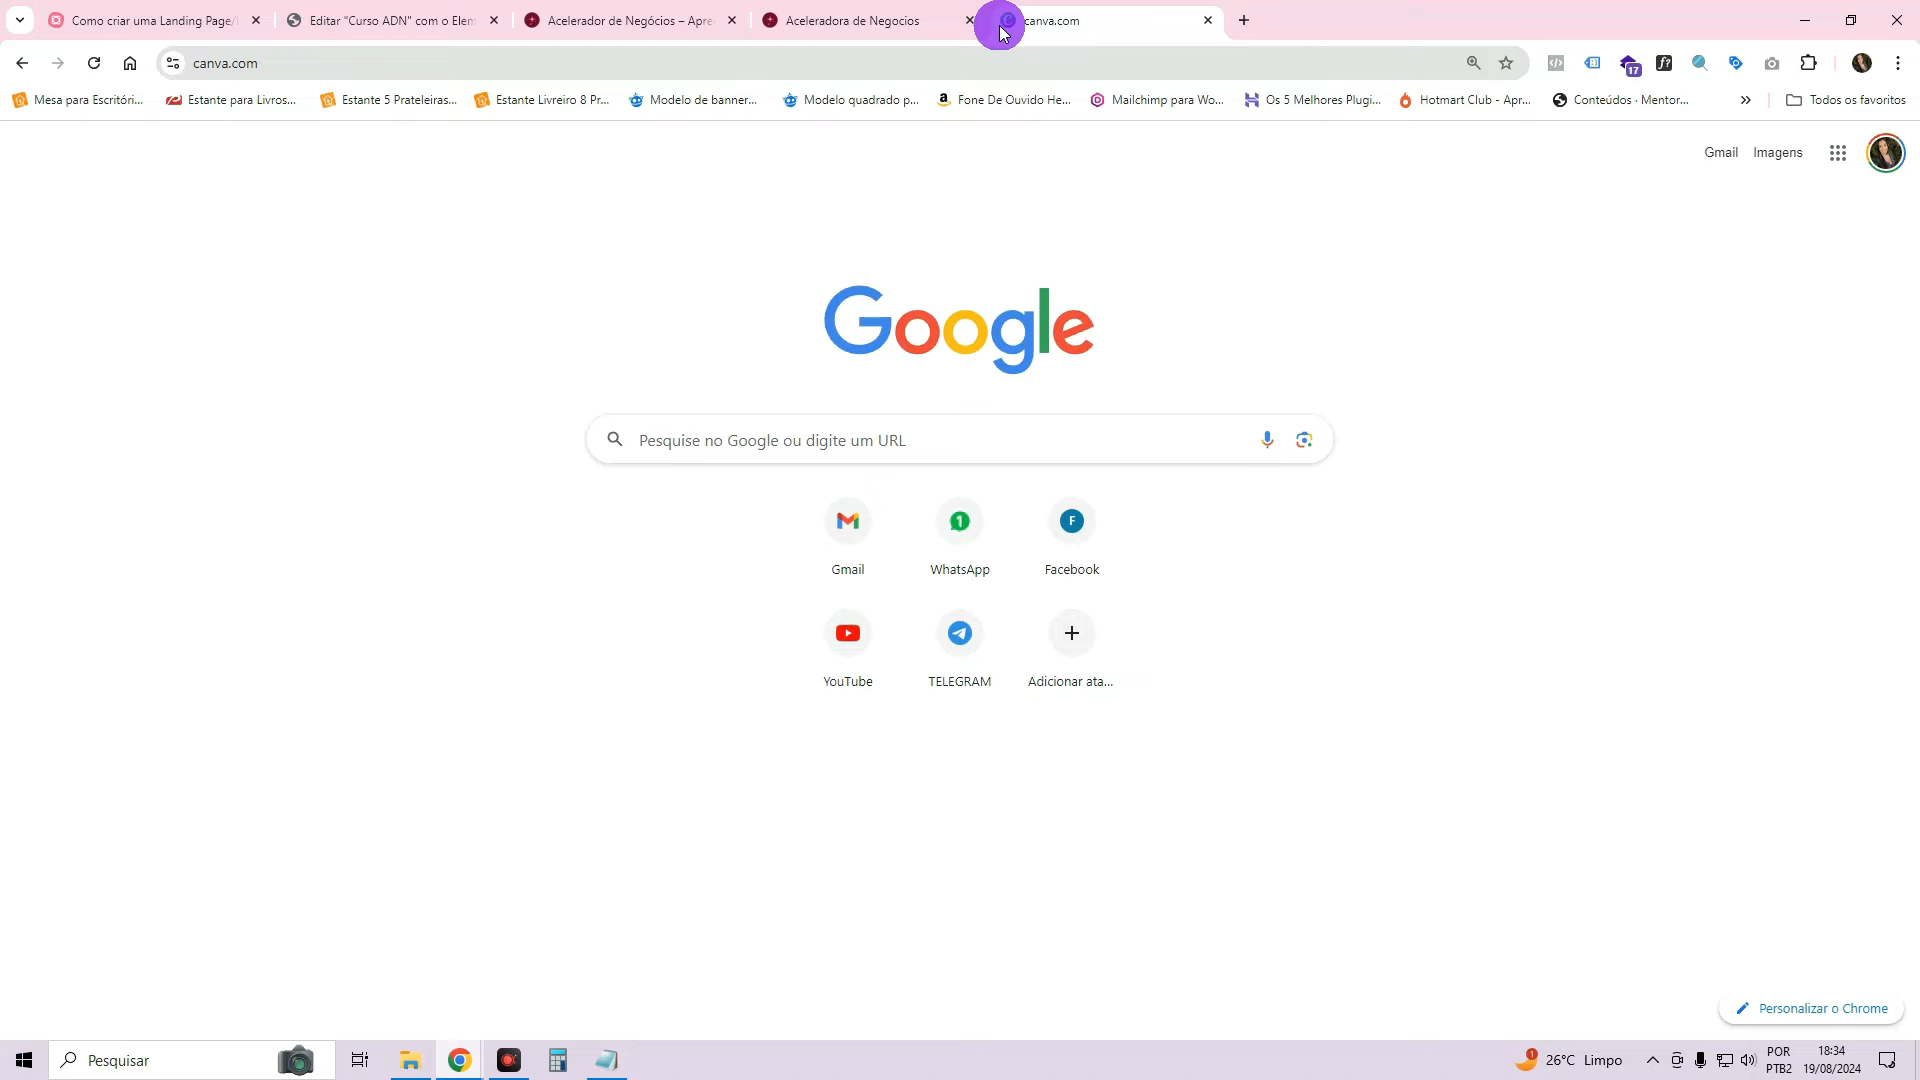 Como criar uma Landing Page/
Editar "Curso ADN" com o Elem
Acelerador de Negócios – Apre
Aceleradora de Negocios
canva.com
canva.com
Mesa para Escritóri...
Estante para Livros...
Estante 5 Prateleiras...
Estante Livreiro 8 Pr...
Modelo de banner...
Modelo quadrado p...
Fone De Ouvido He...
Mailchimp para Wo...
Os 5 Melhores Plugi...
Hotmart Club - Apr...
Conteúdos · Mentor...
Todos os favoritos
17
f?
Gmail
Imagens
Google
Pesquise no Google ou digite um URL
1
F
Gmail
WhatsApp
Facebook
YouTube
TELEGRAM
Adicionar ata...
Personalizar o Chrome
Pesquisar
1
26°C Limpo
POR
PTB2
18:34
19/08/2024